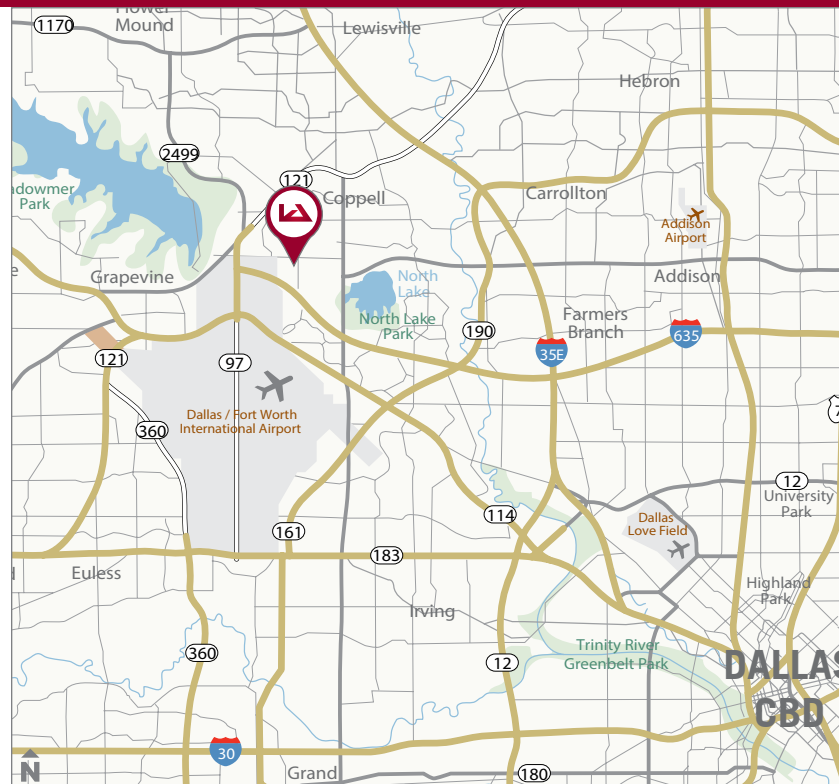 Flower
Mound
1170
Lewisville
Hebron
2499
121
Coppell
Carrollton
Park
Addison
Airport
Grapevine
North
Lake
Addison
North Lake
Park
Farmers
Branch
190
35E
635
121
97
360
Dallas / Fort Worth
International Airport
12
University
Park
114
Dallas
Love Field
161
183
Euless
Highland
Park
Irving
360
12
Trinity River
Greenbelt Park
DALLAS
CBD
30
N
Grand
180